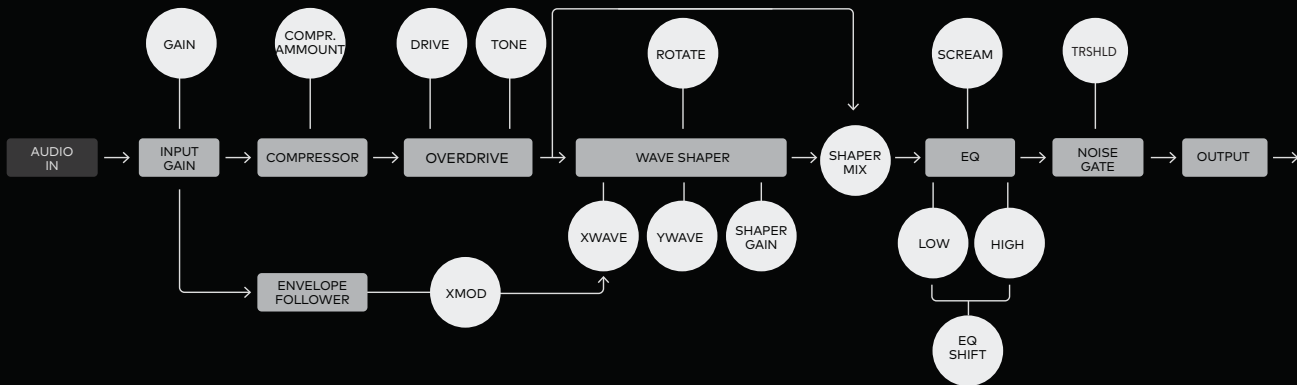 GAIN
COMPR.
AMMOUNT
DRIVE
TONE
ROTATE
SCREAM
TRSHLD
AUDIO
IN
INPUT
GAIN
COMPRESSOR
OVERDRIVE
WAVE SHAPER
SHAPER
MIX
EQ
NOISE
GATE
OUTPUT
XWAVE
YWAVE
SHAPER
GAIN
LOW
HIGH
ENVELOPE
FOLLOWER
XMOD
EQ
SHIFT